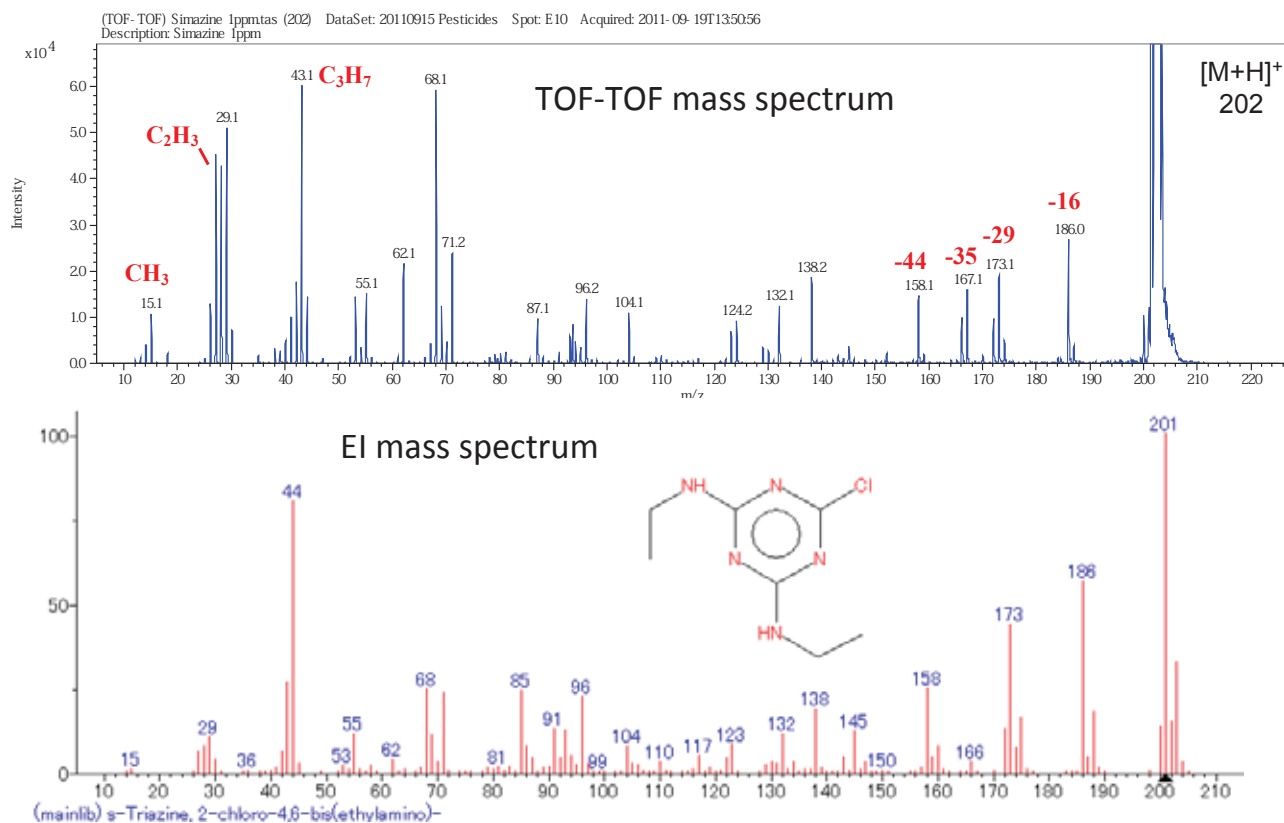 (TOF-TOF) Simazine 1ppm.tas (202) DataSet: 20110915 Pesticides Spot: E10 Acquired: 2011-09-19T13:50:56
Description: Simazine 1ppm
x10⁴
TOF-TOF mass spectrum
[M+H]⁺
202
Intensity
6.0
5.0
4.0
3.0
2.0
1.0
0.0
CH₃
15.1
C₂H₃
29.1
43.1
C₃H₇
55.1
62.1
68.1
71.2
87.1
96.2
104.1
124.2
132.1
138.2
-44
158.1
-35
167.1
-29
173.1
-16
186.0
10 20 30 40 50 60 70 80 90 100 110 120 130 140 150 160 170 180 190 200 210 220
m/z
EI mass spectrum
100
50
0
15
29
36
44
53
55
62
68
81
85
91
96
99
104
110
117
123
132
138
145
150
158
166
173
186
201
NH
N
Cl
N
N
HN
10 20 30 40 50 60 70 80 90 100 110 120 130 140 150 160 170 180 190 200 210
(mainlib) s-Triazine, 2-chloro-4,6-bis(ethylamino)-